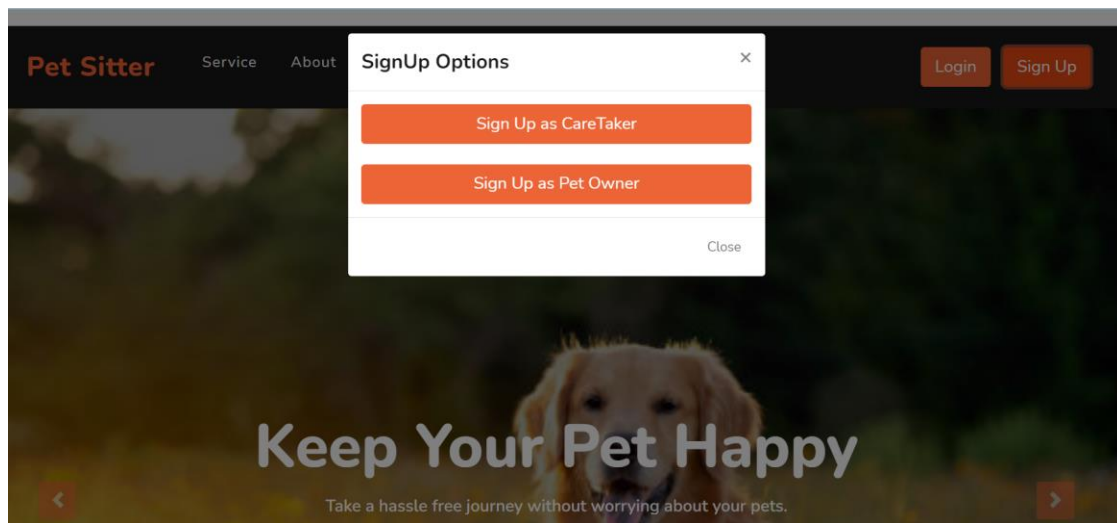 Pet Sitter Service About Login Sign Up
SignUp Options ×
Sign Up as CareTaker
Sign Up as Pet Owner
Close
Keep Your Pet Happy
Take a hassle free journey without worrying about your pets.